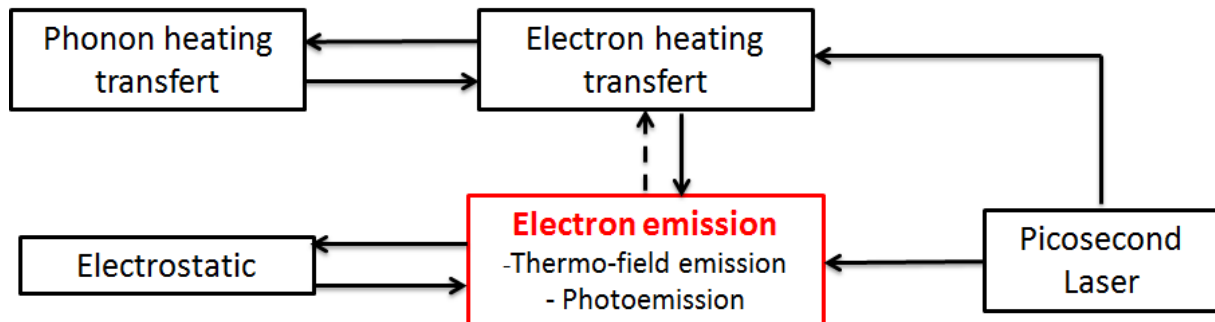 Phonon heating
transfert
Electron heating
transfert
Electron emission
-Thermo-field emission
- Photoemission
Electrostatic
Picosecond
Laser